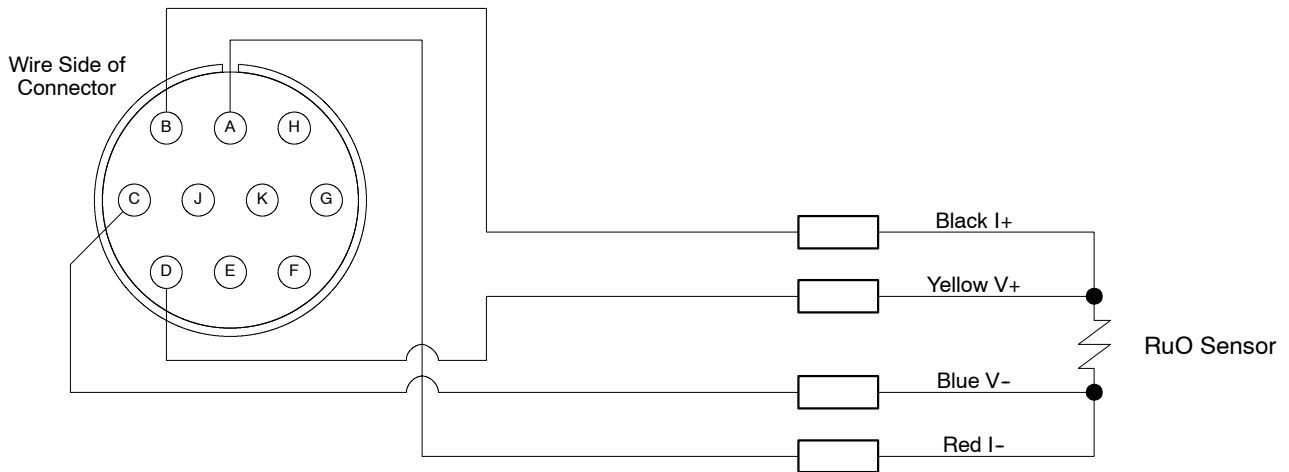 Wire Side of
Connector
B
A
H
C
J
K
G
D
E
F
Black I+
Yellow V+
Blue V-
Red I-
RuO Sensor